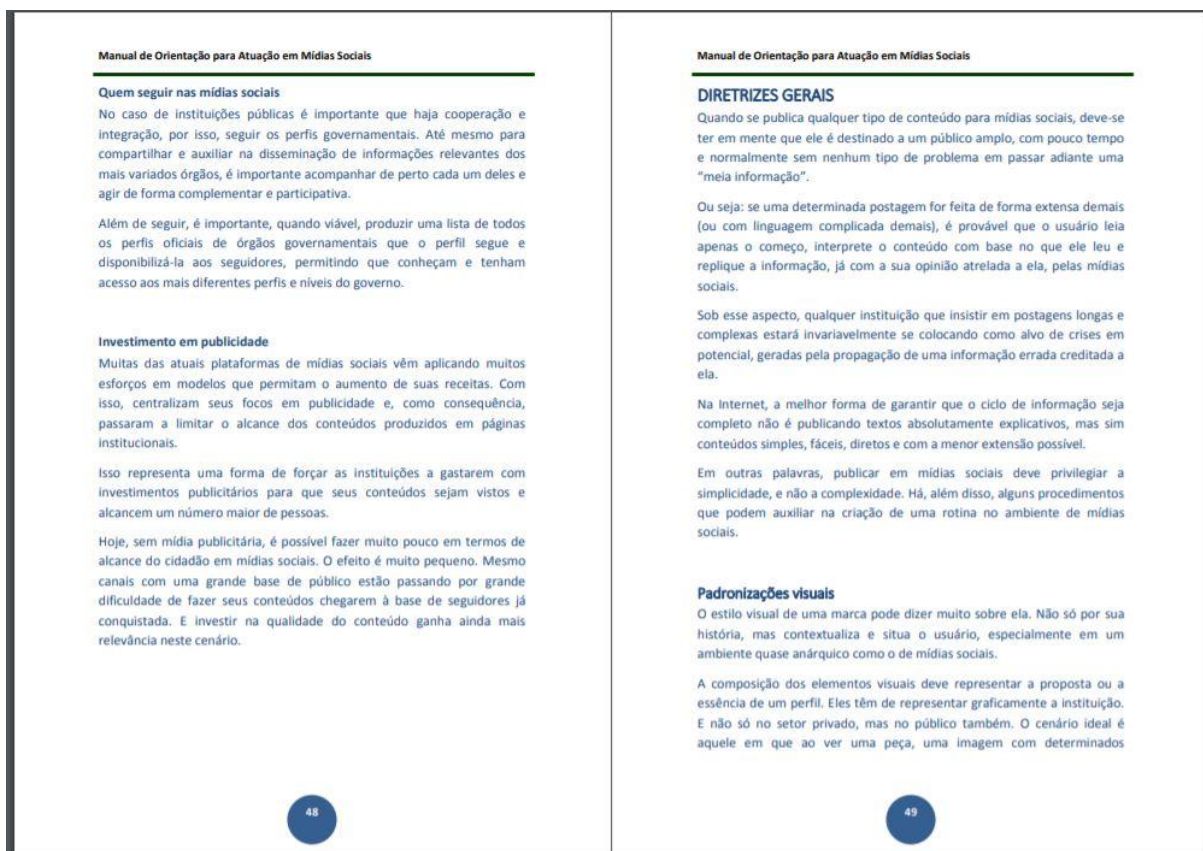 Manual de Orientação para Atuação em Mídias Sociais
Quem seguir nas mídias sociais
No caso de instituições públicas é importante que haja cooperação e
integração, por isso, seguir os perfis governamentais. Até mesmo para
compartilhar e auxiliar na disseminação de informações relevantes dos
mais variados órgãos, é importante acompanhar de perto cada um deles e
agir de forma complementar e participativa.
Além de seguir, é importante, quando viável, produzir uma lista de todos
os perfis oficiais de órgãos governamentais que o perfil segue e
disponibilizá-la aos seguidores, permitindo que conheçam e tenham
acesso aos mais diferentes perfis e níveis do governo.
Investimento em publicidade
Muitas das atuais plataformas de mídias sociais vêm aplicando muitos
esforços em modelos que permitam o aumento de suas receitas. Com
isso, centralizam seus focos em publicidade e, como consequência,
passaram a limitar o alcance dos conteúdos produzidos em páginas
institucionais.
Isso representa uma forma de forçar as instituições a gastarem com
investimentos publicitários para que seus conteúdos sejam vistos e
alcancem um número maior de pessoas.
Hoje, sem mídia publicitária, é possível fazer muito pouco em termos de
alcance do cidadão em mídias sociais. O efeito é muito pequeno. Mesmo
canais com uma grande base de público estão passando por grande
dificuldade de fazer seus conteúdos chegarem à base de seguidores já
conquistada. E investir na qualidade do conteúdo ganha ainda mais
relevância neste cenário.
48
Manual de Orientação para Atuação em Mídias Sociais
DIRETRIZES GERAIS
Quando se publica qualquer tipo de conteúdo para mídias sociais, deve-se
ter em mente que ele é destinado a um público amplo, com pouco tempo
e normalmente sem nenhum tipo de problema em passar adiante uma
“meia informação”.
Ou seja: se uma determinada postagem for feita de forma extensa demais
(ou com linguagem complicada demais), é provável que o usuário leia
apenas o começo, interprete o conteúdo com base no que ele leu e
replique a informação, já com a sua opinião atrelada a ela, pelas mídias
sociais.
Sob esse aspecto, qualquer instituição que insistir em postagens longas e
complexas estará invariavelmente se colocando como alvo de crises em
potencial, geradas pela propagação de uma informação errada creditada a
ela.
Na Internet, a melhor forma de garantir que o ciclo de informação seja
completo não é publicando textos absolutamente explicativos, mas sim
conteúdos simples, fáceis, diretos e com a menor extensão possível.
Em outras palavras, publicar em mídias sociais deve privilegiar a
simplicidade, e não a complexidade. Há, além disso, alguns procedimentos
que podem auxiliar na criação de uma rotina no ambiente de mídias
sociais.
Padronizações visuais
O estilo visual de uma marca pode dizer muito sobre ela. Não só por sua
história, mas contextualiza e situa o usuário, especialmente em um
ambiente quase anárquico como o de mídias sociais.
A composição dos elementos visuais deve representar a proposta ou a
essência de um perfil. Eles têm de representar graficamente a instituição.
E não só no setor privado, mas no público também. O cenário ideal é
aquele em que ao ver uma peça, uma imagem com determinados
49